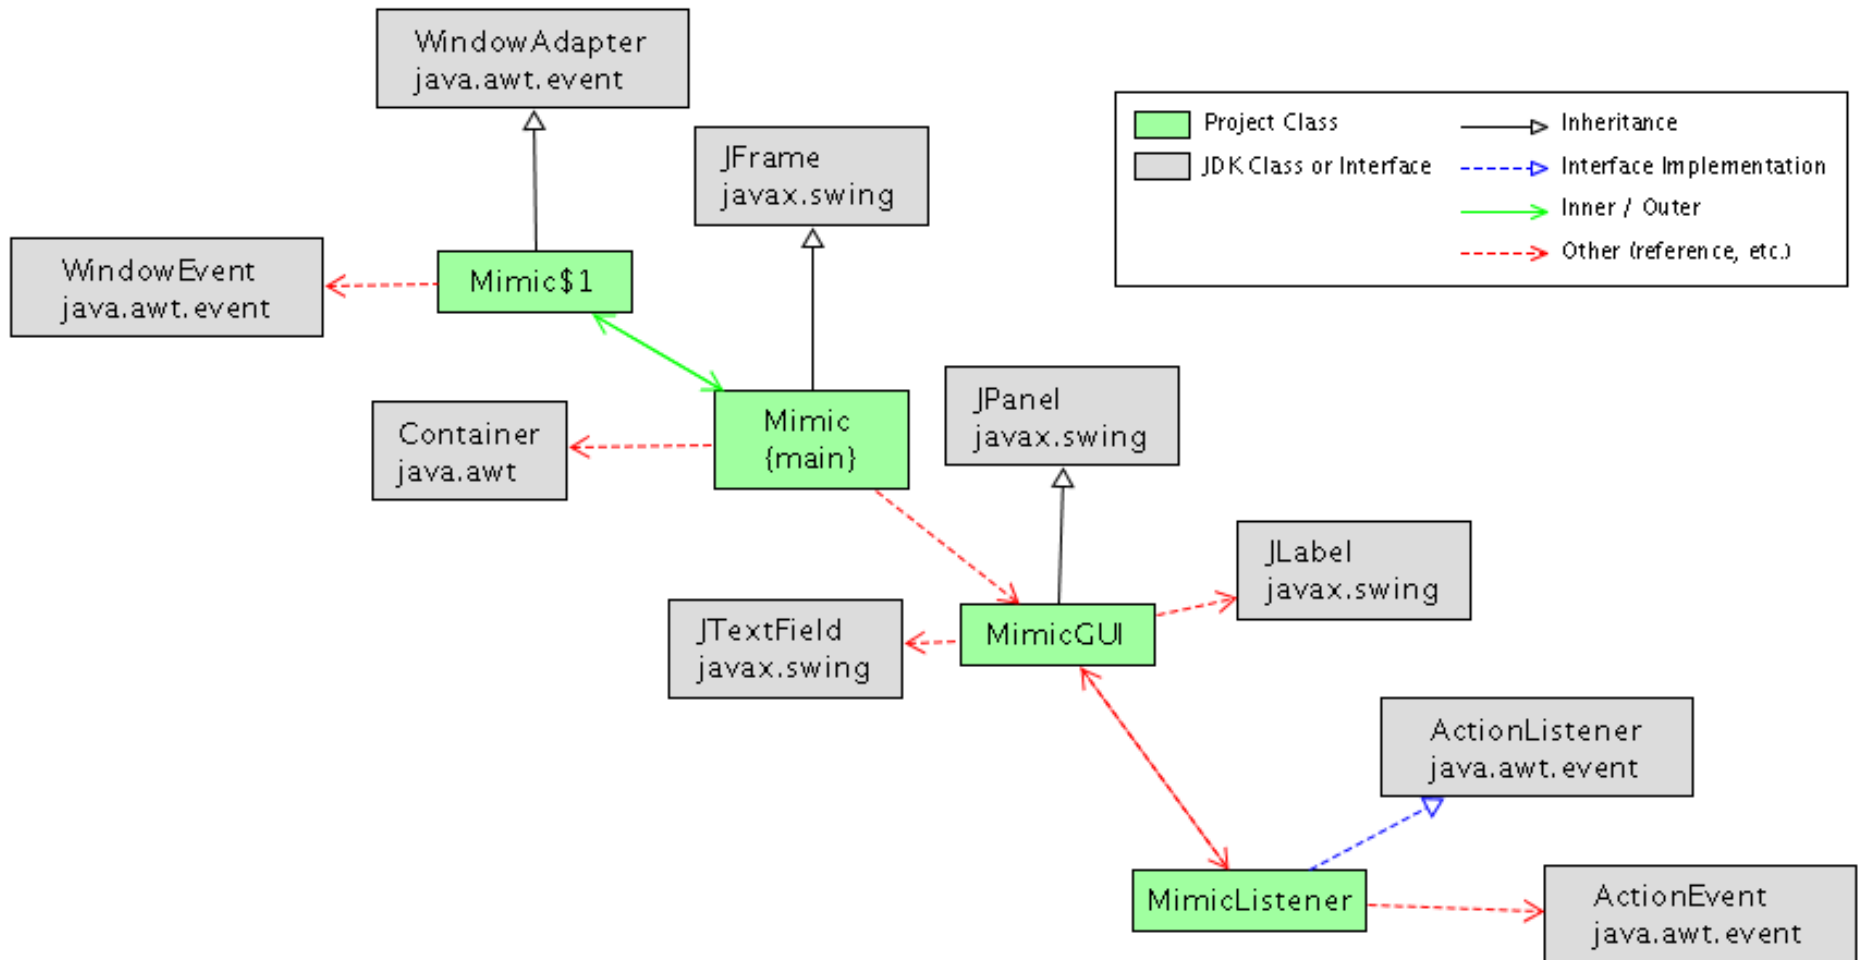 WindowAdapter
java.awt.event
JFrame
javax.swing
Project Class
Inheritance
JDK Class or Interface
Interface Implementation
Inner / Outer
Other (reference, etc.)
WindowEvent
java.awt.event
Mimic$1
Container
java.awt
Mimic
{main}
JPanel
javax.swing
JLabel
javax.swing
JTextField
javax.swing
MimicGUI
ActionListener
java.awt.event
MimicListener
ActionEvent
java.awt.event